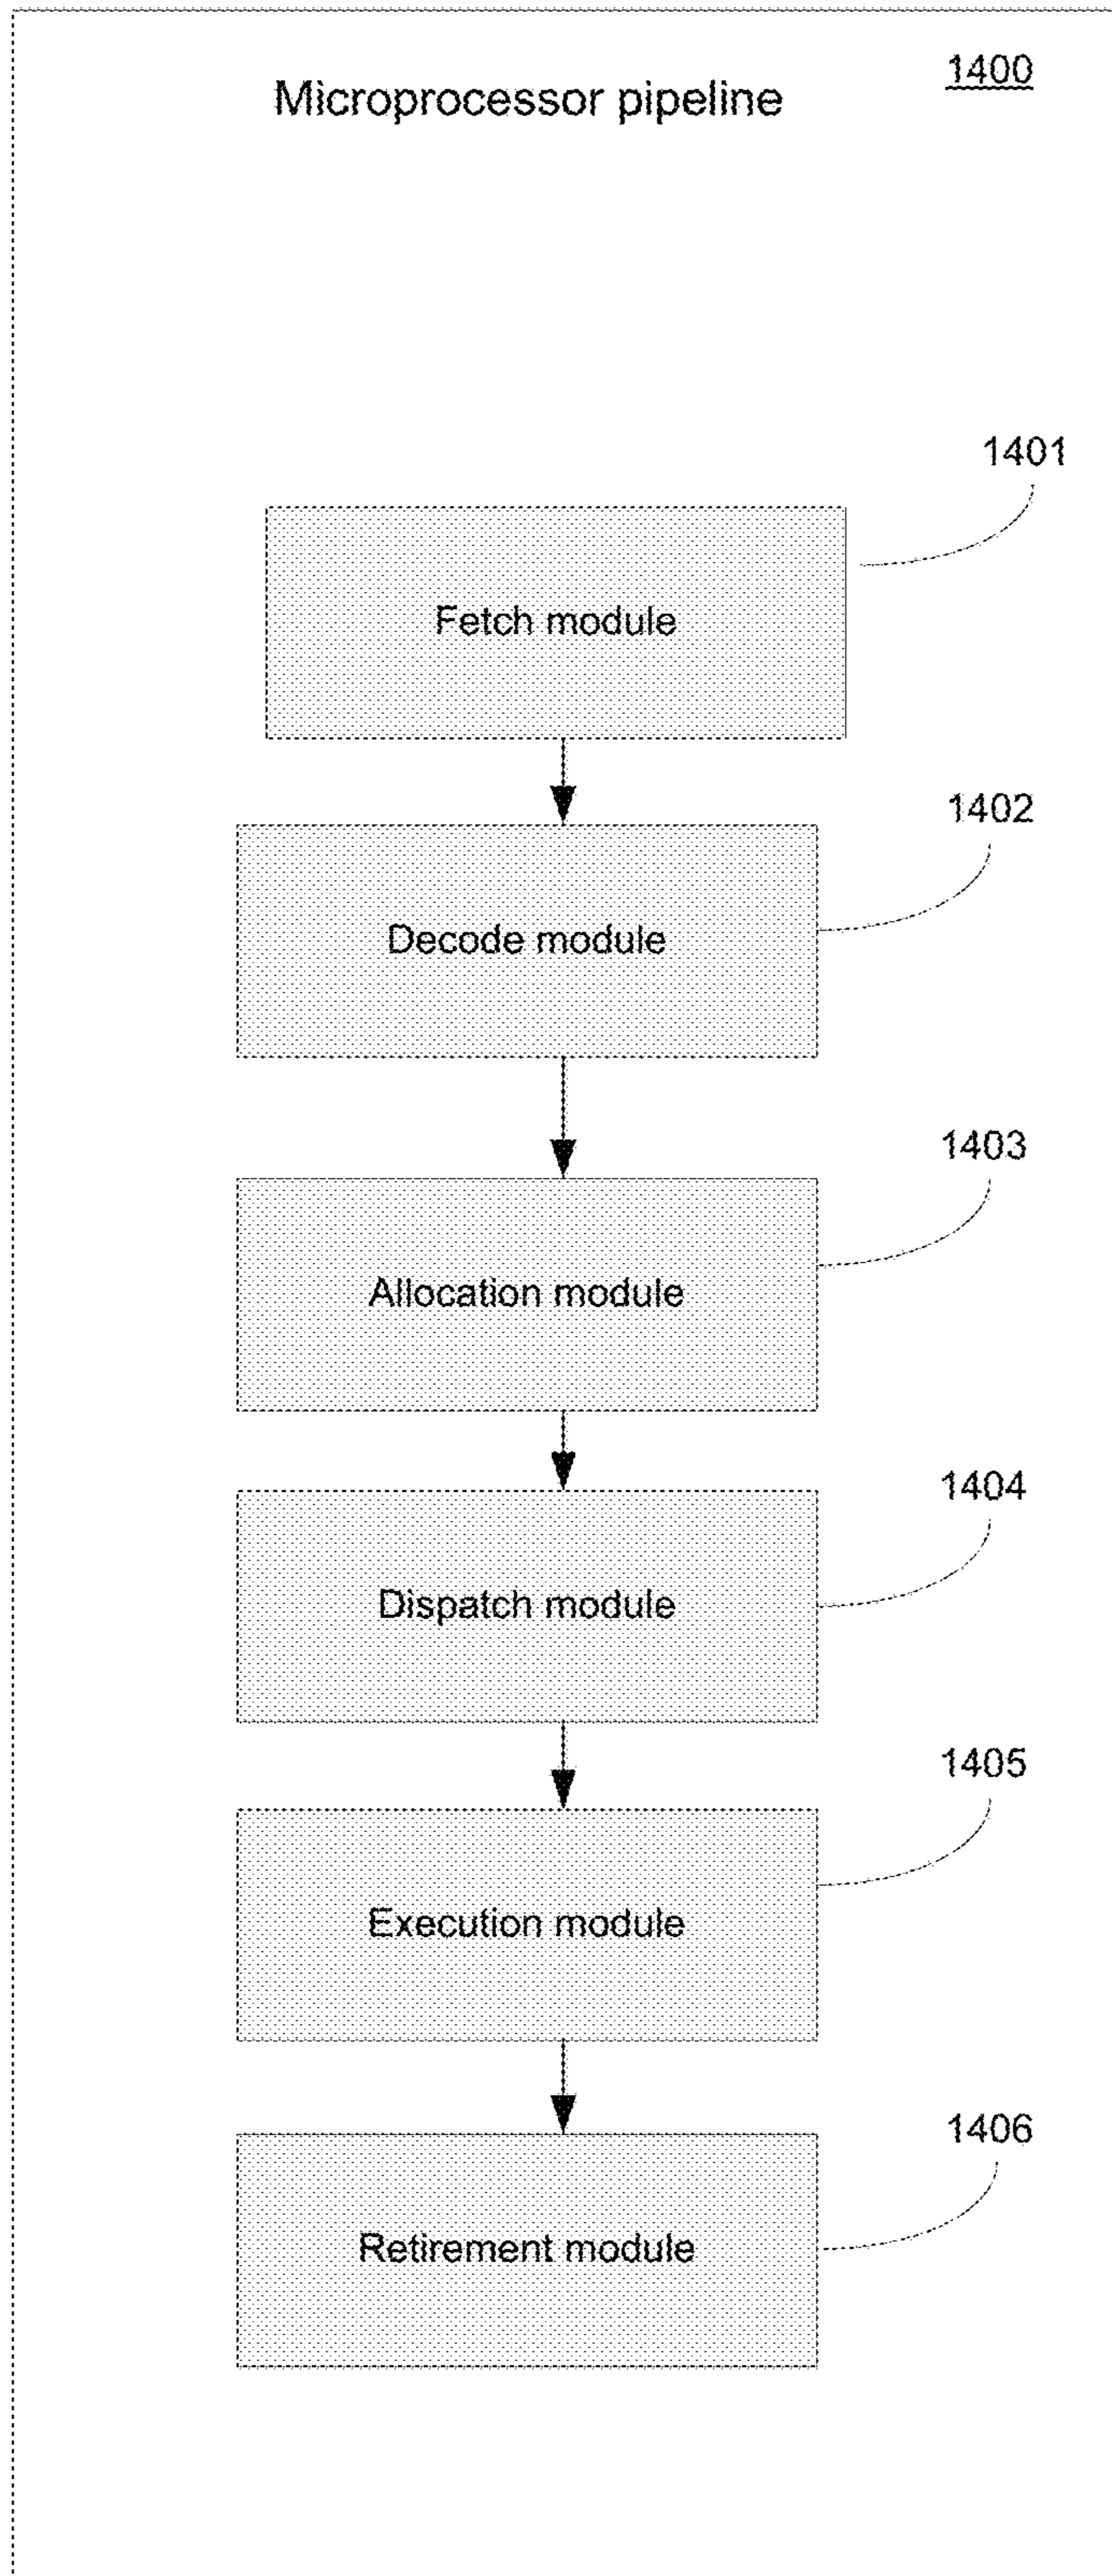 Microprocessor pipeline
1400
1401
Fetch module
1402
Decode module
1403
Allocation module
1404
Dispatch module
1405
Execution module
1406
Retirement module